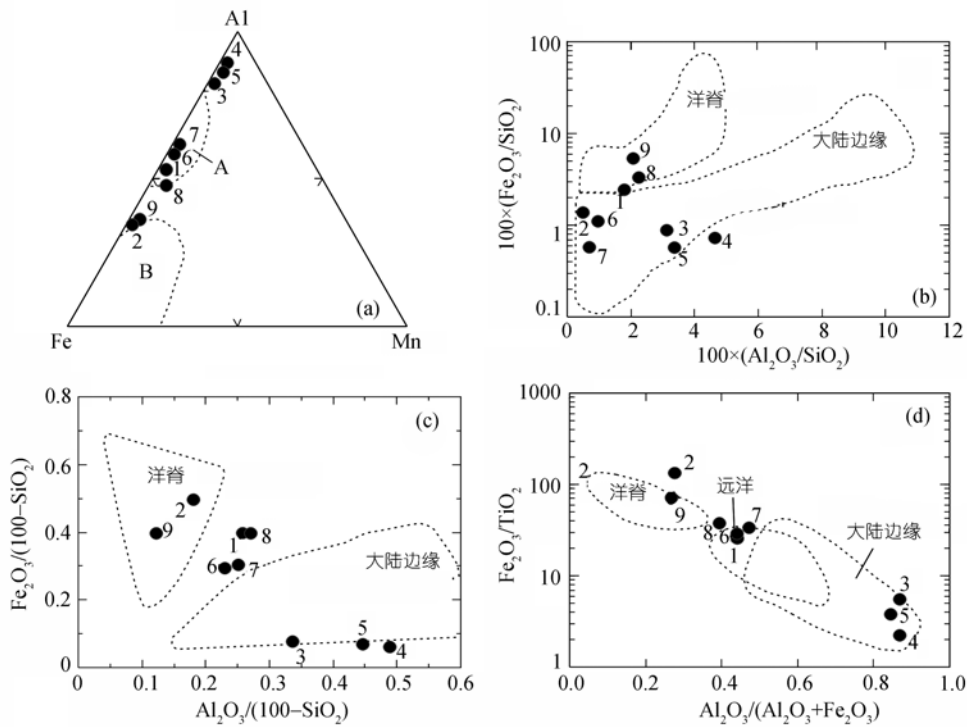 Al
4
5
3
7
6
A
1
8
9
2
B
(a)
Fe
Mn
100×(Fe₂O₃/SiO₂)
100
10
1
0.1
(b)
洋脊
大陆边缘
9
8
1
2
6
7
3
5
4
0 2 4 6 8 10 12
100×(Al₂O₃/SiO₂)
Fe₂O₃/(100−SiO₂)
0.8
0.6
0.4
0.2
0
(c)
洋脊
2
9
1
8
6
7
大陆边缘
3
5
4
0 0.1 0.2 0.3 0.4 0.5 0.6
Al₂O₃/(100−SiO₂)
Fe₂O₃/TiO₂
1000
100
10
1
(d)
2
2
洋脊
9
远洋
7
8
6
1
大陆边缘
3
5
4
0.0 0.2 0.4 0.6 0.8 1.0
Al₂O₃/(Al₂O₃+Fe₂O₃)